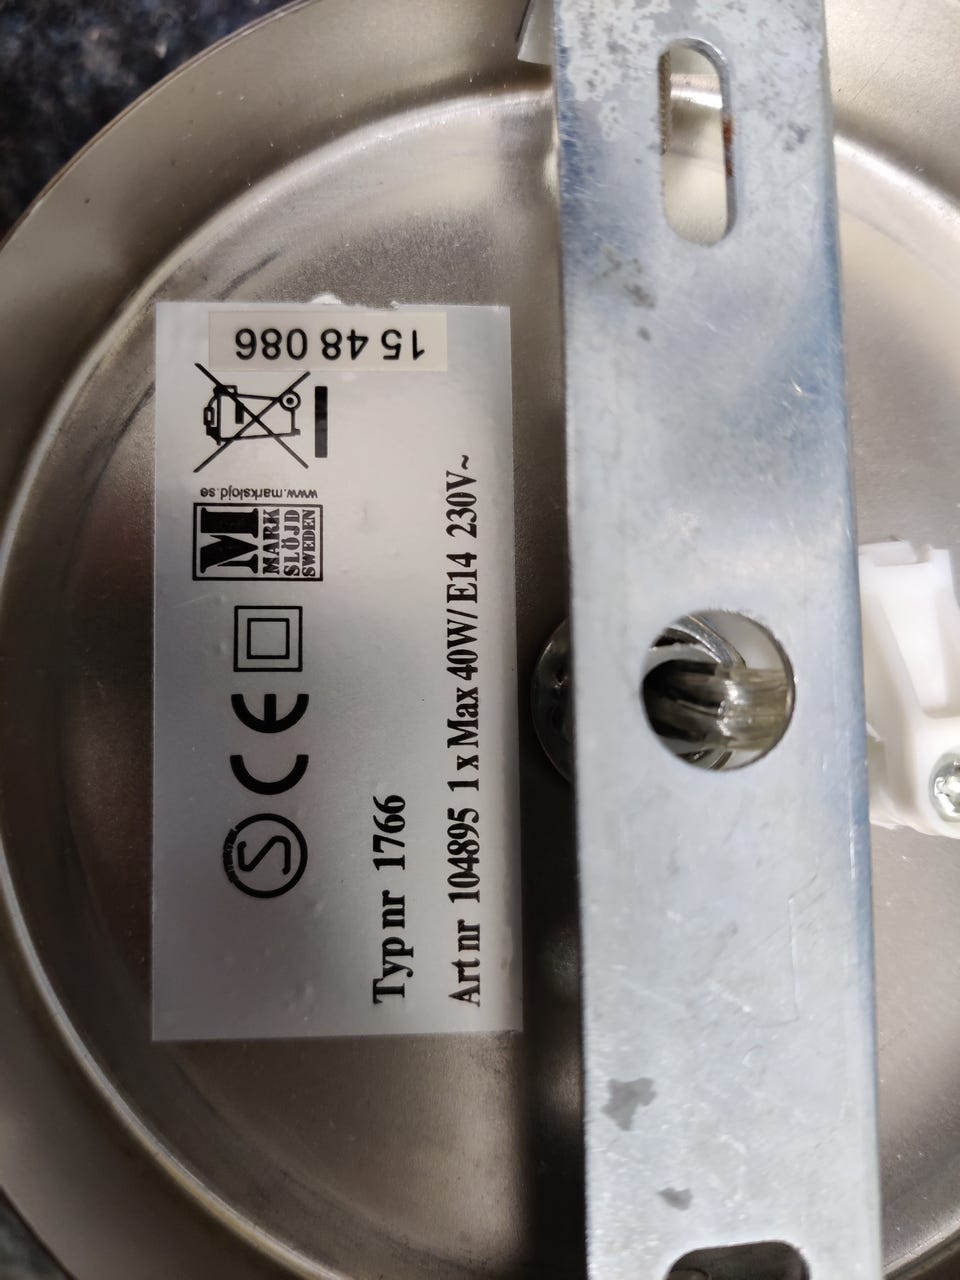 15 48 086
www.markslojd.se
M
MARK
SLÖJD
SWEDEN
CE
S
Typ nr 1766
Art nr 104895 1 x Max 40W/E14 230V~